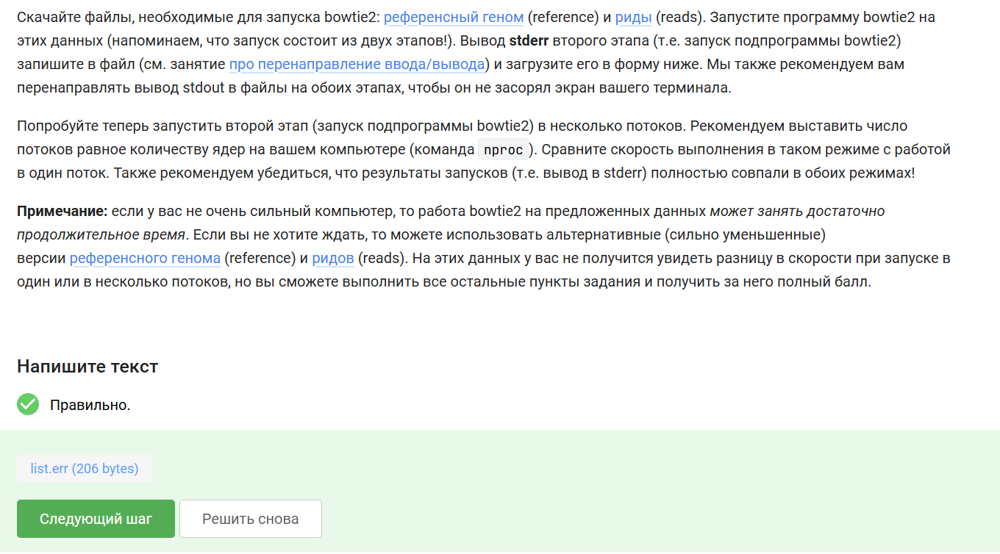 Скачайте файлы, необходимые для запуска bowtie2: референсный геном (reference) и риды (reads). Запустите программу bowtie2 на
этих данных (напоминаем, что запуск состоит из двух этапов!). Вывод stderr второго этапа (т.е. запуск подпрограммы bowtie2)
запишите в файл (см. занятие про перенаправление ввода/вывода) и загрузите его в форму ниже. Мы также рекомендуем вам
перенаправлять вывод stdout в файлы на обоих этапах, чтобы он не засорял экран вашего терминала.
Попробуйте теперь запустить второй этап (запуск подпрограммы bowtie2) в несколько потоков. Рекомендуем выставить число
потоков равное количеству ядер на вашем компьютере (команда nproc). Сравните скорость выполнения в таком режиме с работой
в один поток. Также рекомендуем убедиться, что результаты запусков (т.е. вывод в stderr) полностью совпали в обоих режимах!
Примечание: если у вас не очень сильный компьютер, то работа bowtie2 на предложенных данных может занять достаточно
продолжительное время. Если вы не хотите ждать, то можете использовать альтернативные (сильно уменьшенные)
версии референсного генома (reference) и ридов (reads). На этих данных у вас не получится увидеть разницу в скорости при запуске в
один или в несколько потоков, но вы сможете выполнить все остальные пункты задания и получить за него полный балл.
Напишите текст
Правильно.
list.err (206 bytes)
Следующий шаг
Решить снова